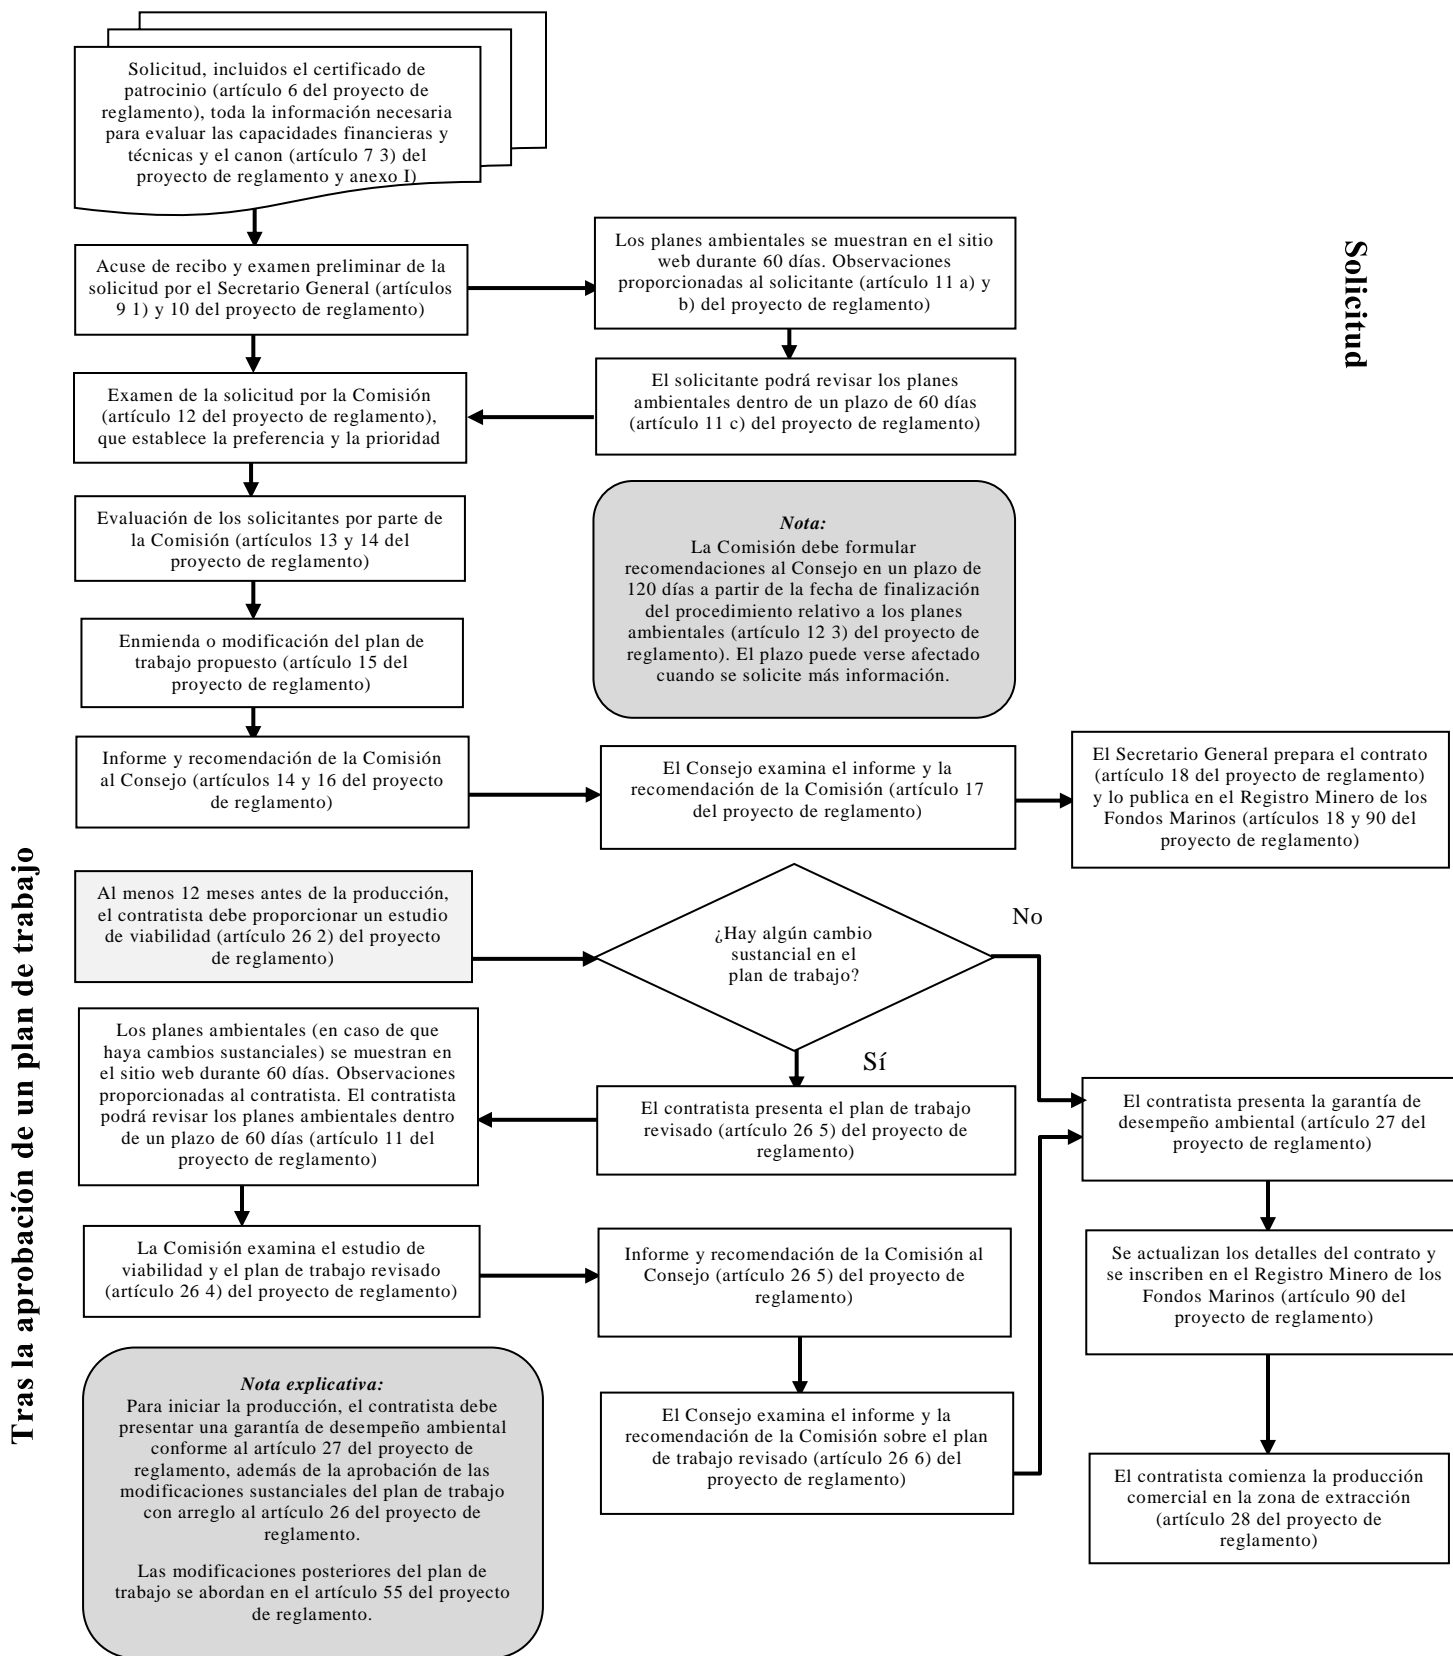 Solicitud, incluidos el certificado de
patrocinio (artículo 6 del proyecto de
reglamento), toda la información necesaria
para evaluar las capacidades financieras y
técnicas y el canon (artículo 7 3) del
proyecto de reglamento y anexo I)
Acuse de recibo y examen preliminar de la
solicitud por el Secretario General (artículos
9 1) y 10 del proyecto de reglamento)
Los planes ambientales se muestran en el sitio
web durante 60 días. Observaciones
proporcionadas al solicitante (artículo 11 a) y
b) del proyecto de reglamento)
Solicitud
Examen de la solicitud por la Comisión
(artículo 12 del proyecto de reglamento),
que establece la preferencia y la prioridad
El solicitante podrá revisar los planes
ambientales dentro de un plazo de 60 días
(artículo 11 c) del proyecto de reglamento)
Evaluación de los solicitantes por parte de
la Comisión (artículos 13 y 14 del
proyecto de reglamento)
Nota:
La Comisión debe formular
recomendaciones al Consejo en un plazo de
120 días a partir de la fecha de finalización
del procedimiento relativo a los planes
ambientales (artículo 12 3) del proyecto de
reglamento). El plazo puede verse afectado
cuando se solicite más información.
Enmienda o modificación del plan de
trabajo propuesto (artículo 15 del
proyecto de reglamento)
Informe y recomendación de la Comisión
al Consejo (artículos 14 y 16 del proyecto
de reglamento)
El Consejo examina el informe y la
recomendación de la Comisión (artículo 17
del proyecto de reglamento)
El Secretario General prepara el contrato
(artículo 18 del proyecto de reglamento)
y lo publica en el Registro Minero de los
Fondos Marinos (artículos 18 y 90 del
proyecto de reglamento)
Tras la aprobación de un plan de trabajo
Al menos 12 meses antes de la producción,
el contratista debe proporcionar un estudio
de viabilidad (artículo 26 2) del proyecto
de reglamento)
¿Hay algún cambio
sustancial en el
plan de trabajo?
No
Sí
Los planes ambientales (en caso de que
haya cambios sustanciales) se muestran en
el sitio web durante 60 días. Observaciones
proporcionadas al contratista. El contratista
podrá revisar los planes ambientales dentro
de un plazo de 60 días (artículo 11 del
proyecto de reglamento)
El contratista presenta el plan de trabajo
revisado (artículo 26 5) del proyecto de
reglamento)
El contratista presenta la garantía de
desempeño ambiental (artículo 27 del
proyecto de reglamento)
La Comisión examina el estudio de
viabilidad y el plan de trabajo revisado
(artículo 26 4) del proyecto de reglamento)
Informe y recomendación de la Comisión al
Consejo (artículo 26 5) del proyecto de
reglamento)
Se actualizan los detalles del contrato y
se inscriben en el Registro Minero de los
Fondos Marinos (artículo 90 del
proyecto de reglamento)
Nota explicativa:
Para iniciar la producción, el contratista debe
presentar una garantía de desempeño ambiental
conforme al artículo 27 del proyecto de
reglamento, además de la aprobación de las
modificaciones sustanciales del plan de trabajo
con arreglo al artículo 26 del proyecto de
reglamento.
Las modificaciones posteriores del plan de
trabajo se abordan en el artículo 55 del proyecto
de reglamento.
El Consejo examina el informe y la
recomendación de la Comisión sobre el plan
de trabajo revisado (artículo 26 6) del
proyecto de reglamento)
El contratista comienza la producción
comercial en la zona de extracción
(artículo 28 del proyecto de
reglamento)